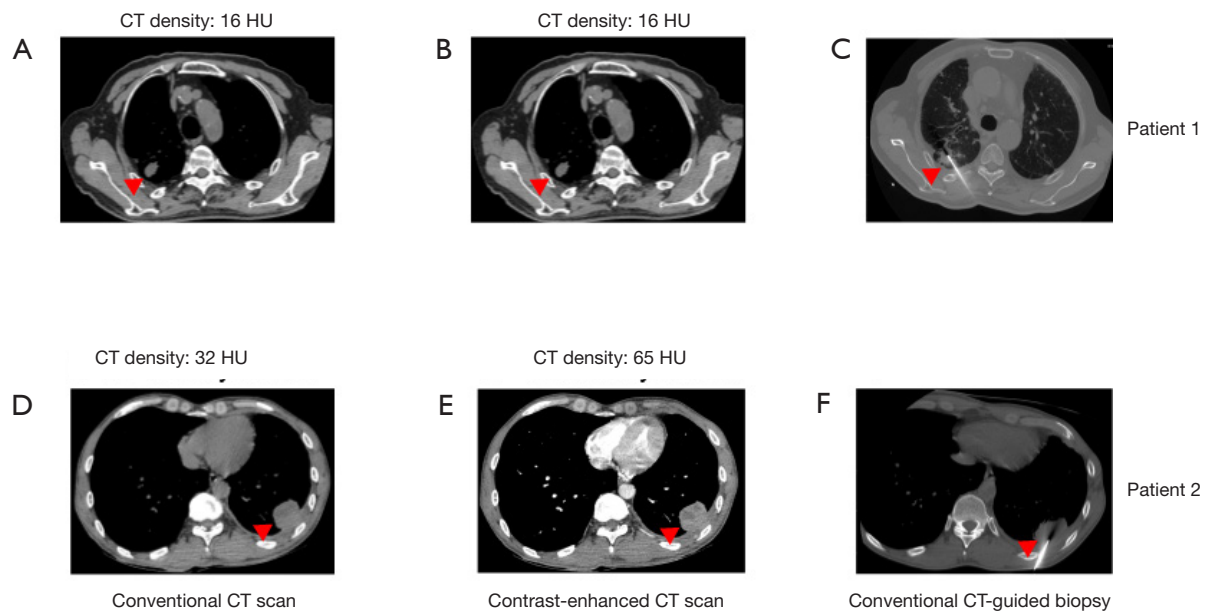 CT density: 16 HU
CT density: 16 HU
A
B
C
Patient 1
CT density: 32 HU
CT density: 65 HU
D
E
F
Patient 2
Conventional CT scan
Contrast-enhanced CT scan
Conventional CT-guided biopsy